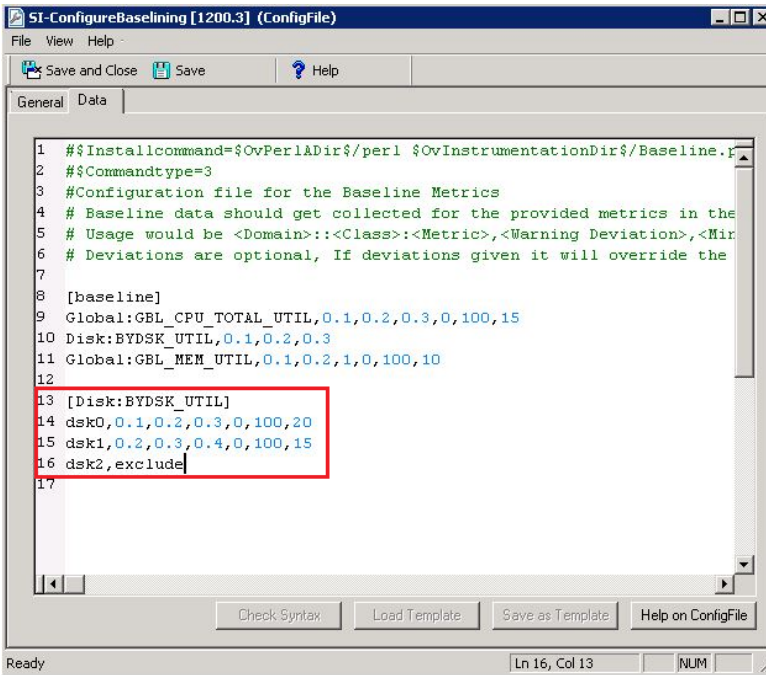 SI-ConfigureBaselining [1200.3] (ConfigFile)
File View Help
Save and Close Save Help
General Data
1 #$Installcommand=$OvPerlADir$/perl $OvInstrumentationDir$/Baseline.p
2 #$Commandtype=3
3 #Configuration file for the Baseline Metrics
4 # Baseline data should get collected for the provided metrics in the
5 # Usage would be <Domain>::<Class>:<Metric>,<Warning Deviation>,<Min
6 # Deviations are optional, If deviations given it will override the
7
8 [baseline]
9 Global:GBL_CPU_TOTAL_UTIL,0.1,0.2,0.3,0,100,15
10 Disk:BYDSK_UTIL,0.1,0.2,0.3
11 Global:GBL_MEM_UTIL,0.1,0.2,1,0,100,10
12
13 [Disk:BYDSK_UTIL]
14 dsk0,0.1,0.2,0.3,0,100,20
15 dsk1,0.2,0.3,0.4,0,100,15
16 dsk2,exclude
17
Check Syntax Load Template Save as Template Help on ConfigFile
Ready Ln 16, Col 13 NUM